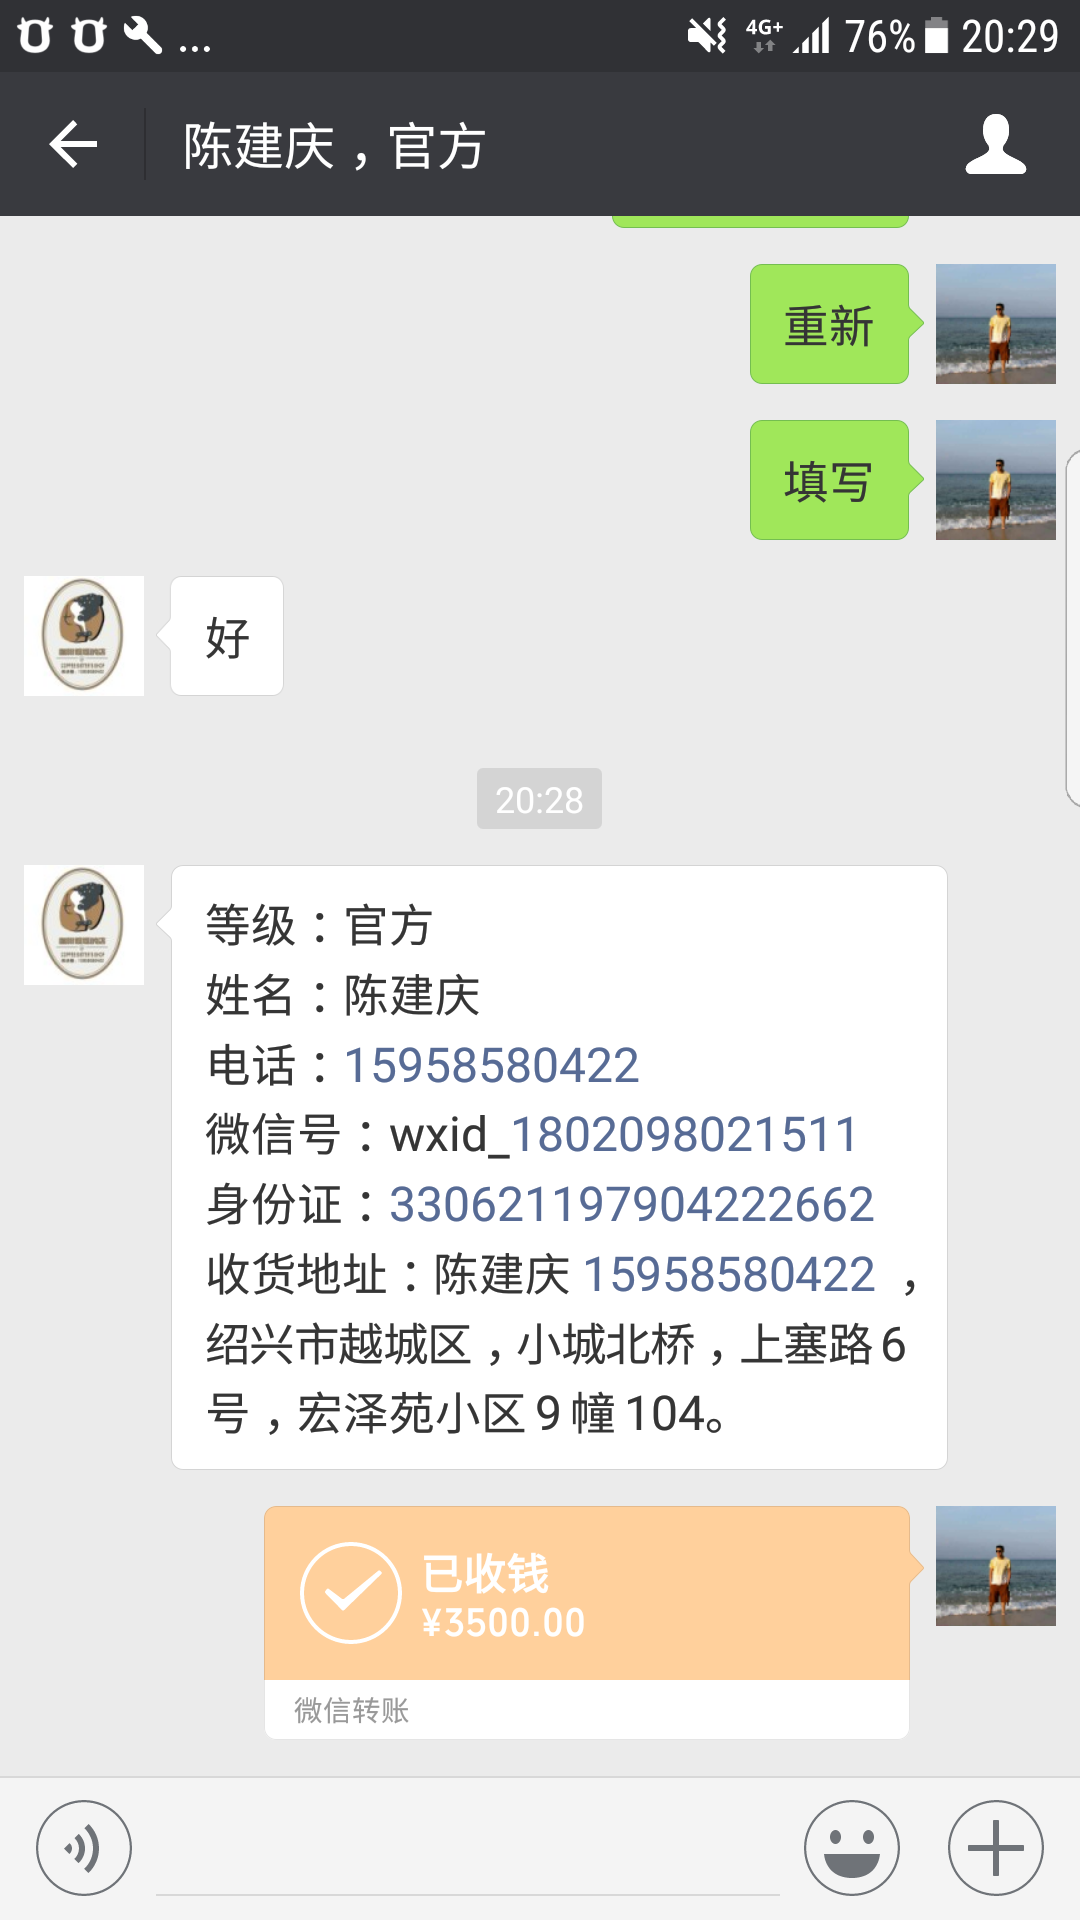 ... 4G+ 76% 20:29
陈建庆，官方
重新
填写
好
20:28
等级：官方
姓名：陈建庆
电话：15958580422
微信号：wxid_1802098021511
身份证：330621197904222662
收货地址：陈建庆 15958580422 ，
绍兴市越城区，小城北桥，上塞路6
号，宏泽苑小区9幢104。
已收钱
¥3500.00
微信转账